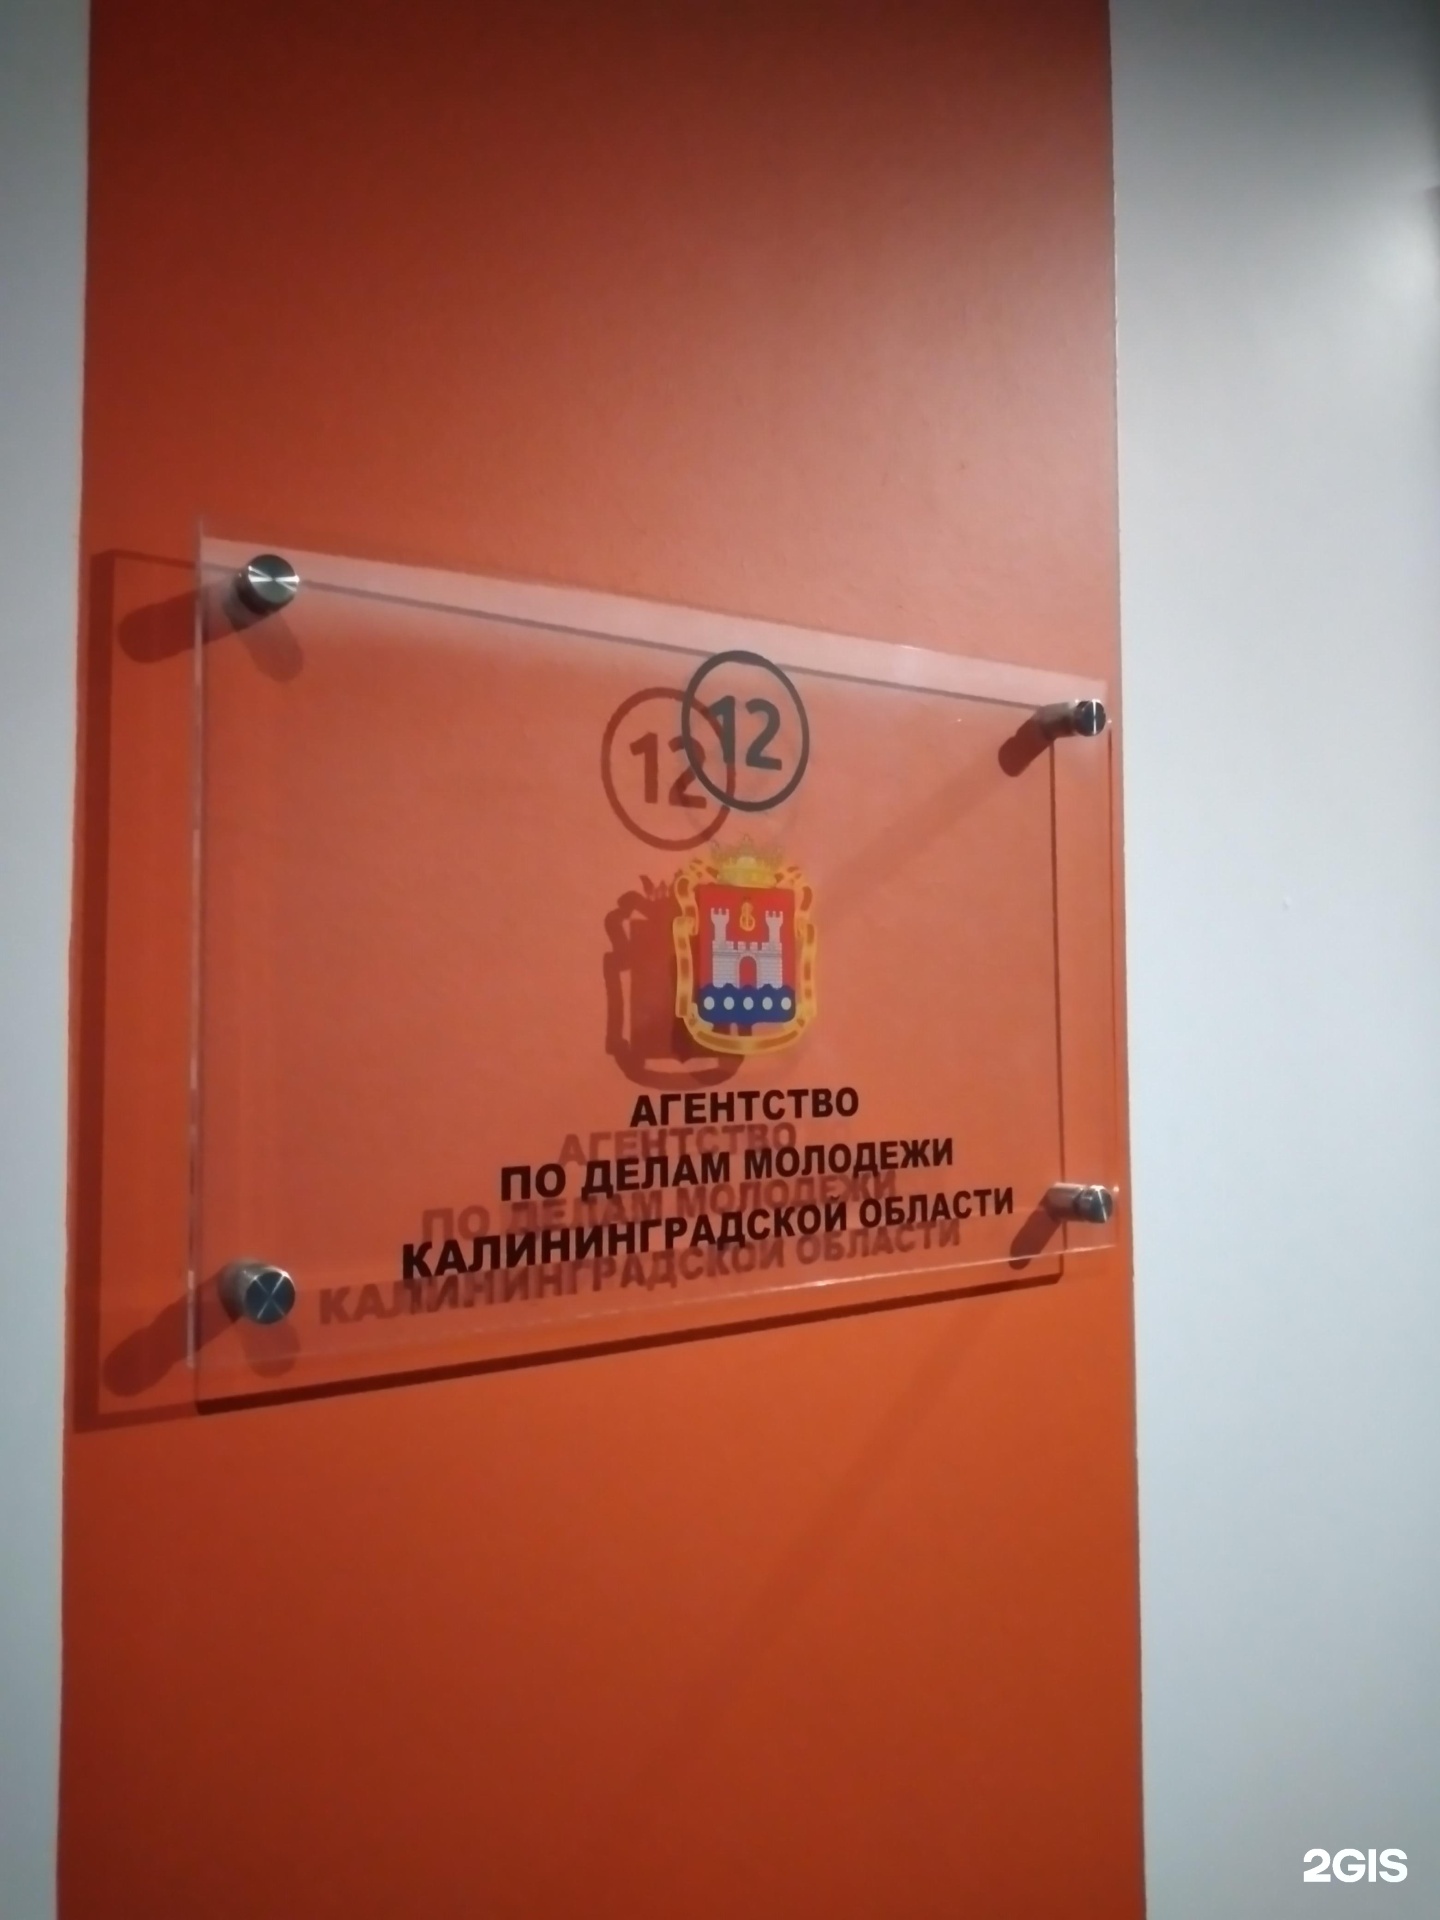 12
АГЕНТСТВО
ПО ДЕЛАМ МОЛОДЕЖИ
КАЛИНИНГРАДСКОЙ ОБЛАСТИ
2GIS